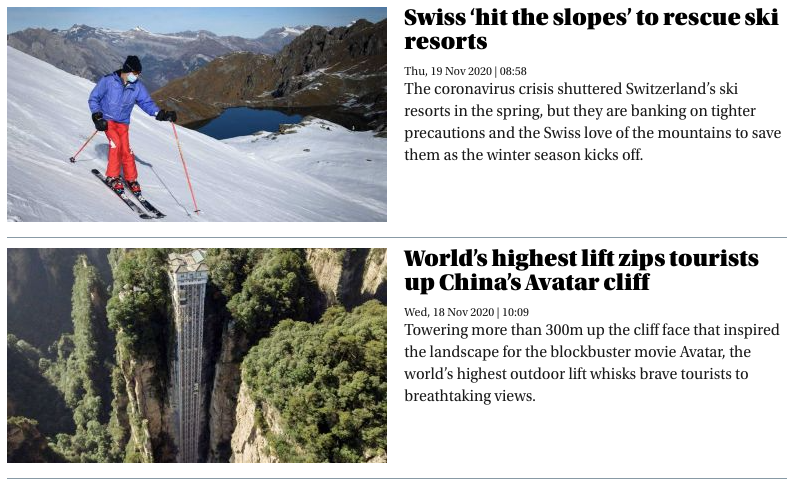 Swiss ‘hit the slopes’ to rescue ski
resorts
Thu, 19 Nov 2020 | 08:58
The coronavirus crisis shuttered Switzerland’s ski
resorts in the spring, but they are banking on tighter
precautions and the Swiss love of the mountains to save
them as the winter season kicks off.
World’s highest lift zips tourists
up China’s Avatar cliff
Wed, 18 Nov 2020 | 10:09
Towering more than 300m up the cliff face that inspired
the landscape for the blockbuster movie Avatar, the
world’s highest outdoor lift whisks brave tourists to
breathtaking views.